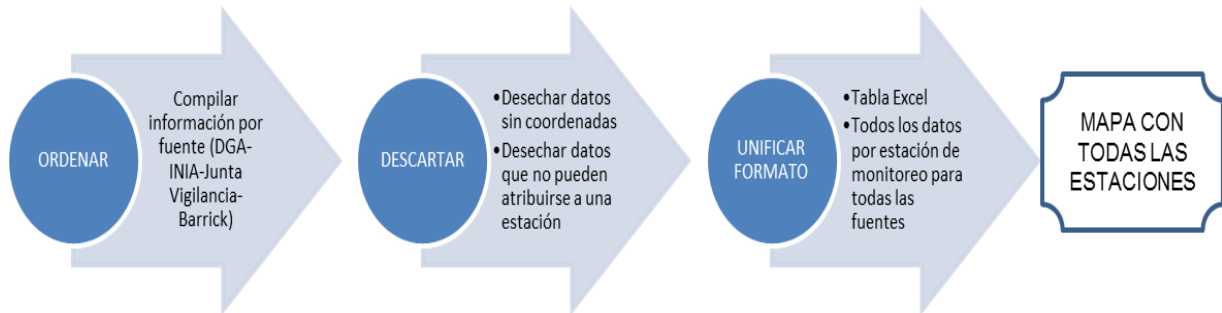 ORDENAR
Compilar
información por
fuente (DGA-
INIA-Junta
Vigilancia-
Barrick)
DESCARTAR
•Desechar datos
sin coordenadas
•Desechar datos
que no pueden
atribuirse a una
estación
UNIFICAR
FORMATO
•Tabla Excel
•Todos los datos
por estación de
monitoreo para
todas las
fuentes
MAPA CON
TODAS LAS
ESTACIONES